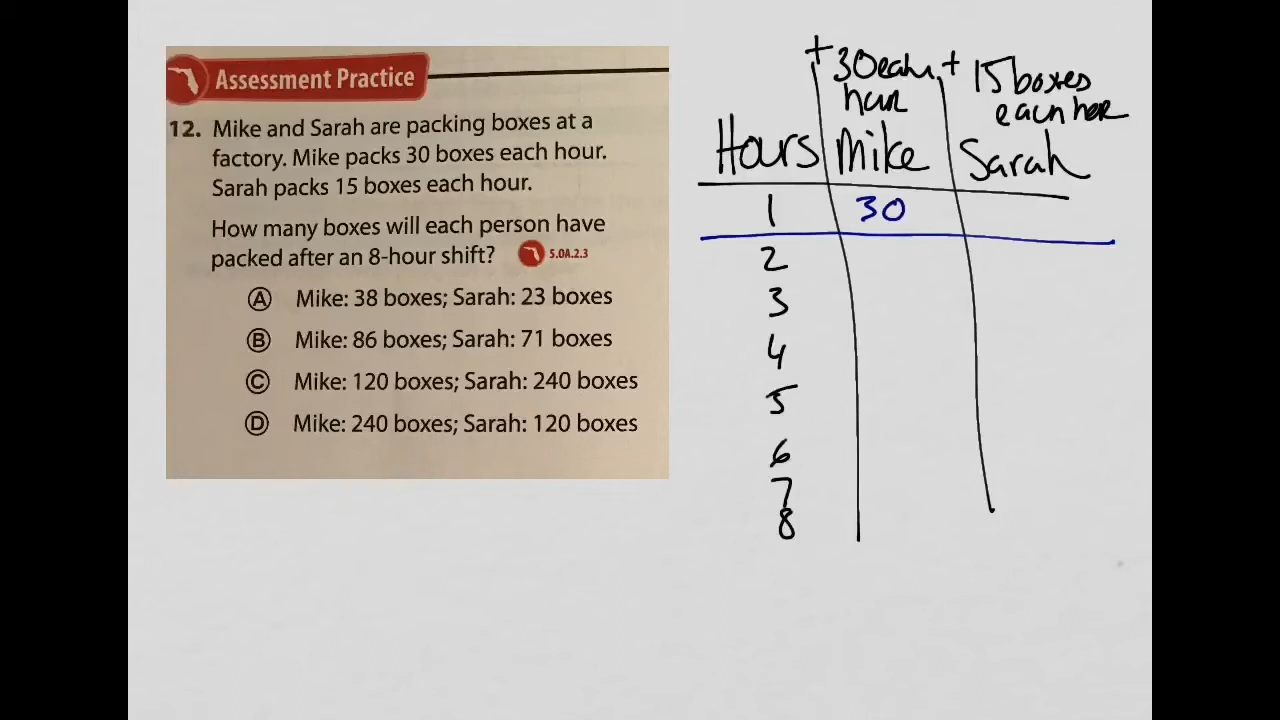 Assessment Practice
12. Mike and Sarah are packing boxes at a
factory. Mike packs 30 boxes each hour.
Sarah packs 15 boxes each hour.
How many boxes will each person have
packed after an 8-hour shift? 5.OA.2.3
Ⓐ Mike: 38 boxes; Sarah: 23 boxes
Ⓑ Mike: 86 boxes; Sarah: 71 boxes
Ⓒ Mike: 120 boxes; Sarah: 240 boxes
Ⓓ Mike: 240 boxes; Sarah: 120 boxes
+ 30 each
hour
+ 15 boxes
each hour
Hours Mike Sarah
1 30
2
3
4
5
6
7
8